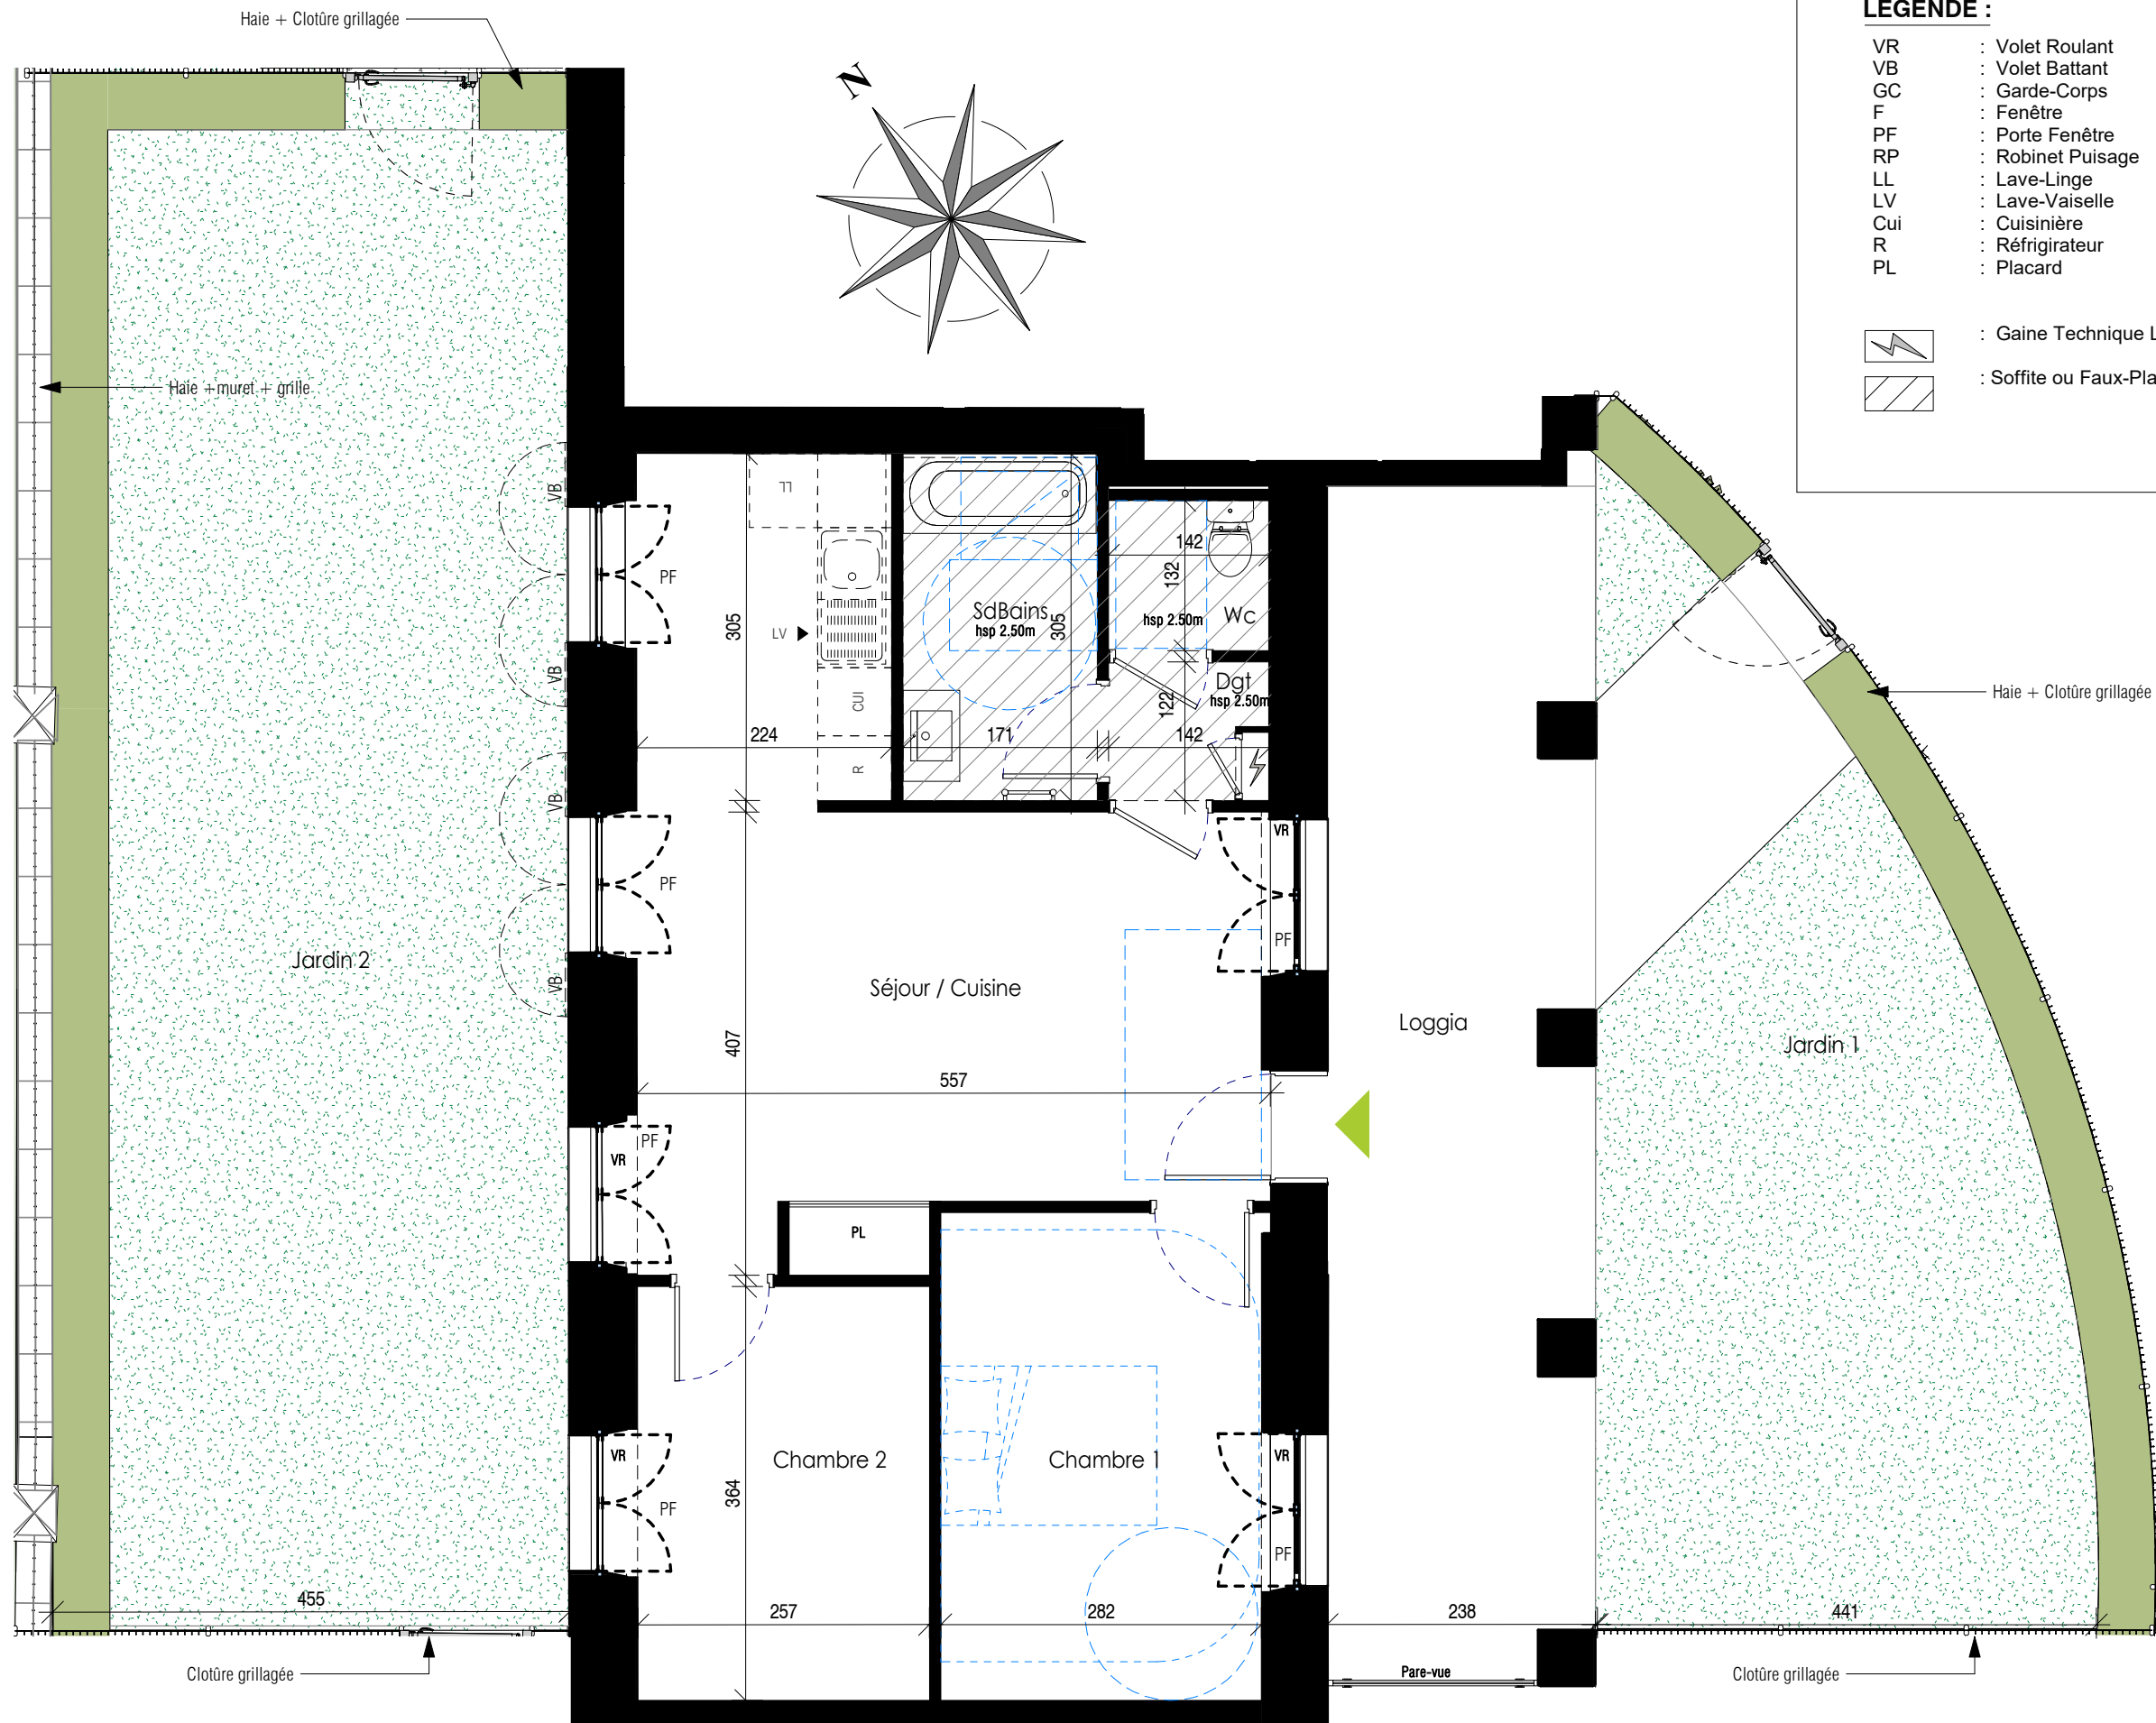 Haie + Clotûre grillagée
N
LEGENDE :
VR : Volet Roulant
VB : Volet Battant
GC : Garde-Corps
F : Fenêtre
PF : Porte Fenêtre
RP : Robinet Puisage
LL : Lave-Linge
LV : Lave-Vaiselle
Cui : Cuisinière
R : Réfrigirateur
PL : Placard
: Gaine Technique L
: Soffite ou Faux-Pla
Haie +muret + grille
VB
LL
PF
142
132
305
LV
SdBains
hsp 2.50m
305
hsp 2.50m
Wc
VB
CUI
Dgt
hsp 2.50m
122
Haie + Clotûre grillagée
224
171
142
R
VB
VR
PF
PF
Jardin 2
VB
Séjour / Cuisine
Loggia
Jardin 1
407
557
PF
VR
PL
VR
PF
364
Chambre 2
Chambre 1
VR
PF
455
257
282
238
441
Clotûre grillagée
Pare-vue
Clotûre grillagée